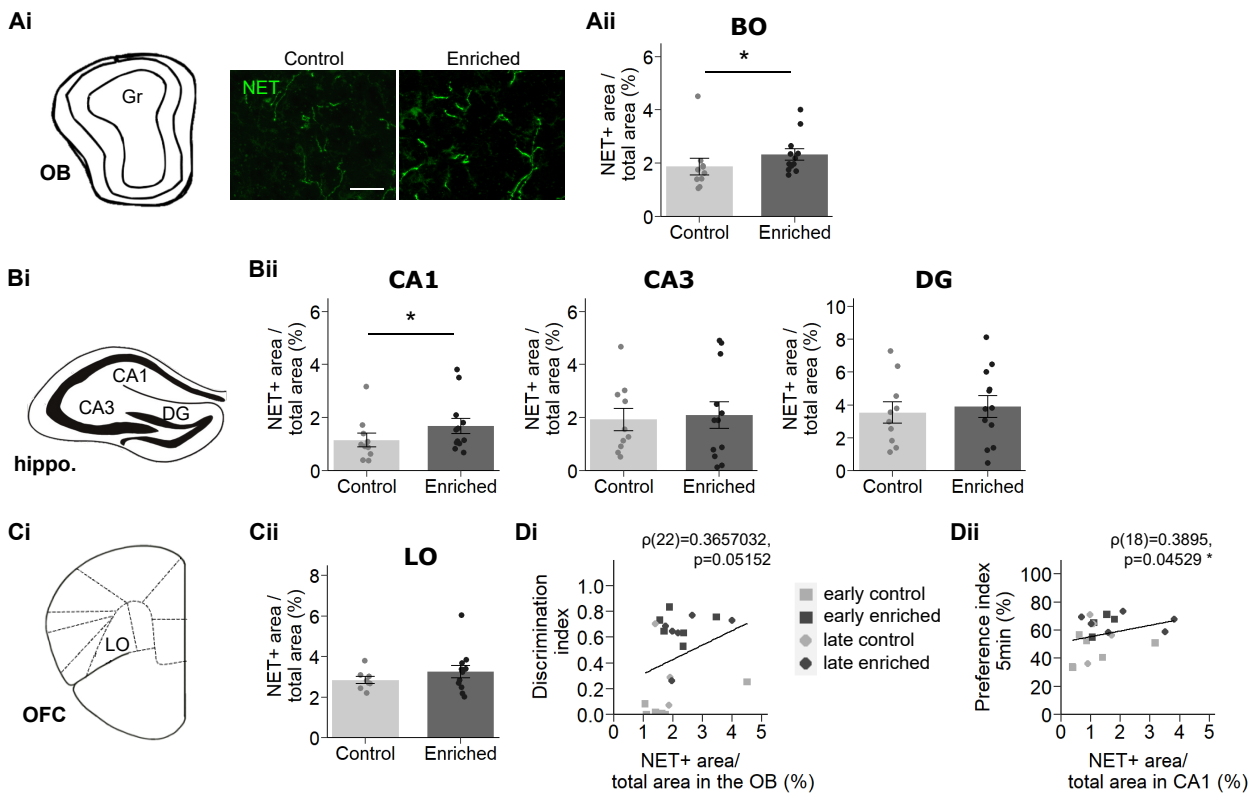 Ai
Gr
OB
Control
Enriched
NET
Aii
BO
*
NET+ area /
total area (%)
6
4
2
0
Control
Enriched
Bi
CA1
CA3
DG
hippo.
Bii
CA1
*
NET+ area /
total area (%)
6
4
2
0
Control
Enriched
CA3
NET+ area /
total area (%)
6
4
2
0
Control
Enriched
DG
NET+ area /
total area (%)
10
8
6
4
2
0
Control
Enriched
Ci
LO
OFC
Cii
LO
NET+ area /
total area (%)
8
6
4
2
0
Control
Enriched
Di
ρ(22)=0.3657032,
p=0.05152
Discrimination
index
1.0
0.8
0.6
0.4
0.2
0.0
0 1 2 3 4 5
NET+ area/
total area in the OB (%)
early control
early enriched
late control
late enriched
Dii
ρ(18)=0.3895,
p=0.04529 *
Preference index
5min (%)
100
80
60
40
20
0
0 1 2 3 4 5
NET+ area/
total area in CA1 (%)